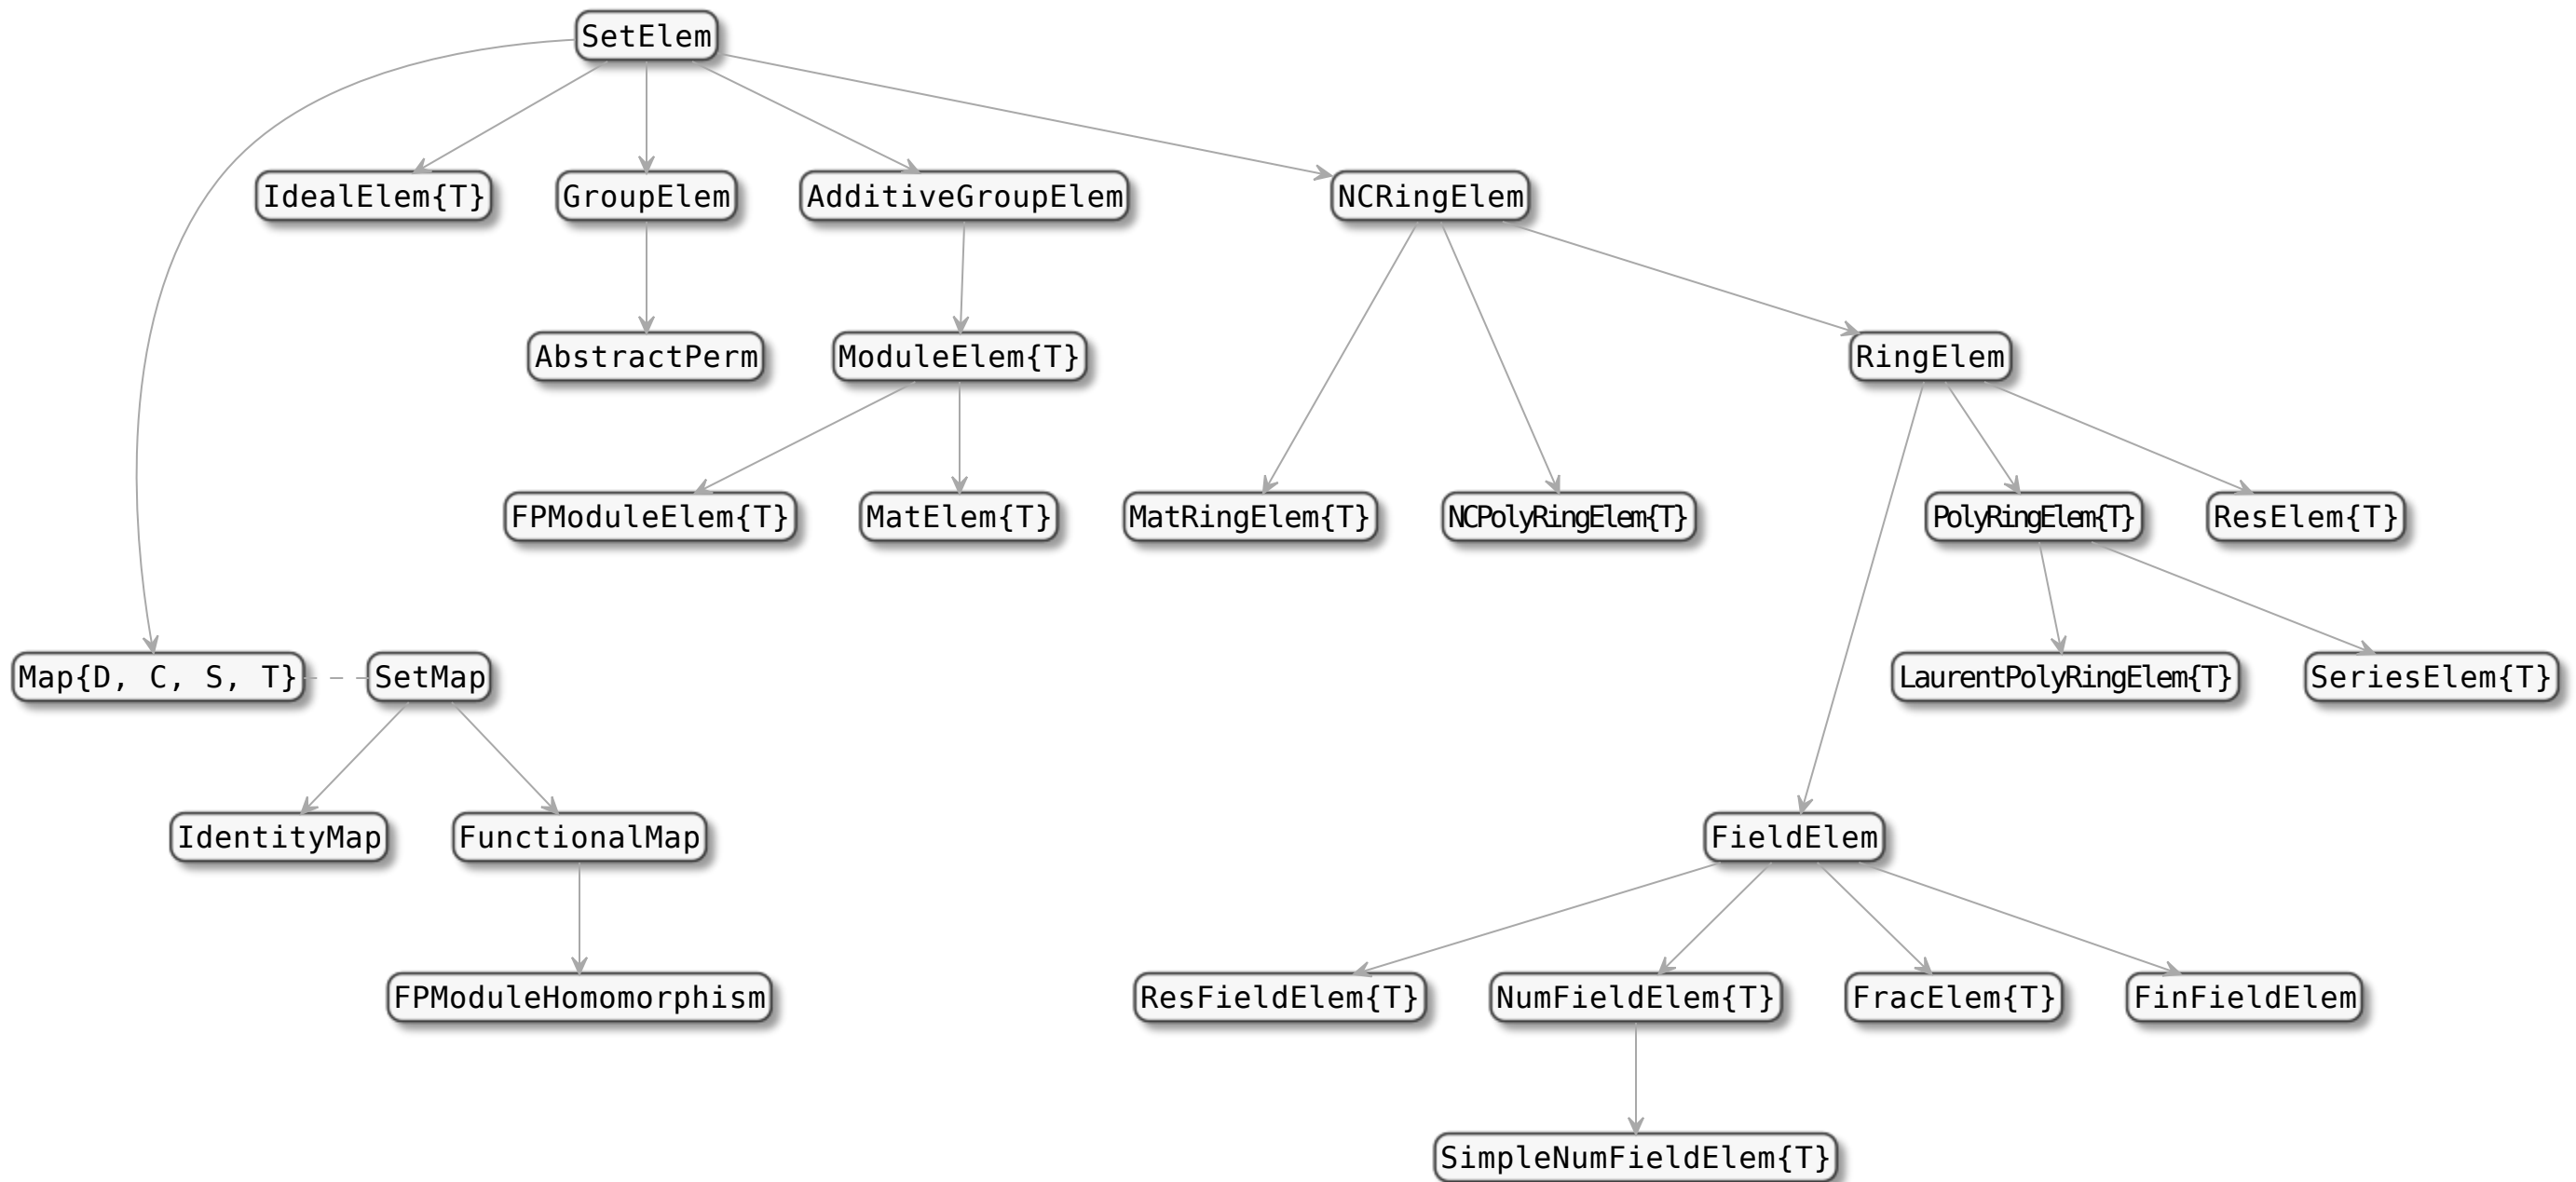 SetElem
IdealElem{T}
GroupElem
AdditiveGroupElem
NCRingElem
AbstractPerm
ModuleElem{T}
RingElem
FPModuleElem{T}
MatElem{T}
MatRingElem{T}
NCPolyRingElem{T}
PolyRingElem{T}
ResElem{T}
Map{D, C, S, T}
SetMap
LaurentPolyRingElem{T}
SeriesElem{T}
IdentityMap
FunctionalMap
FieldElem
FPModuleHomomorphism
ResFieldElem{T}
NumFieldElem{T}
FracElem{T}
FinFieldElem
SimpleNumFieldElem{T}